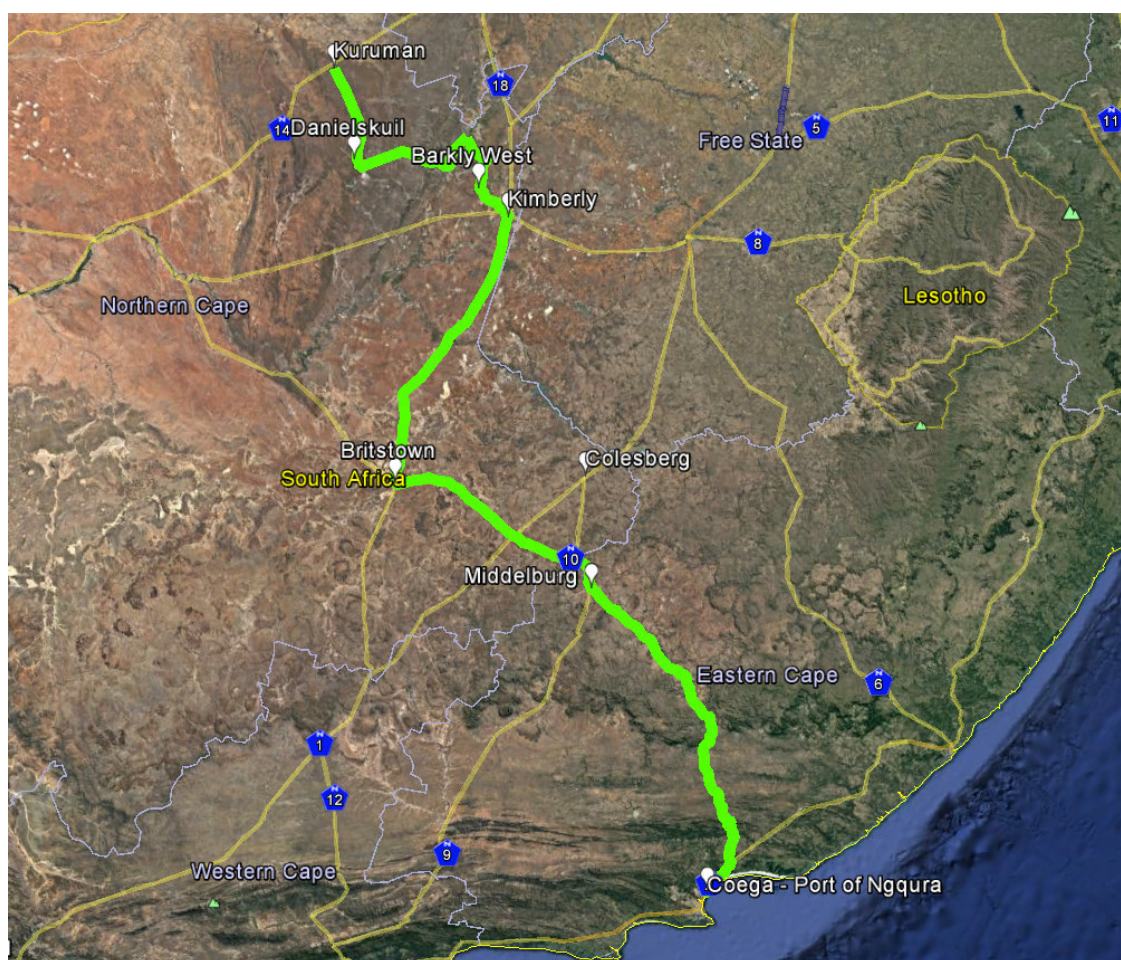 Kuruman
N
18
N
14
Danielskuil
Free State
N
5
N
11
Barkly West
Kimberly
N
8
Northern Cape
Lesotho
Britstown
South Africa
Colesberg
N
10
Middelburg
Eastern Cape
N
6
N
1
N
12
N
9
Western Cape
Coega - Port of Ngqura